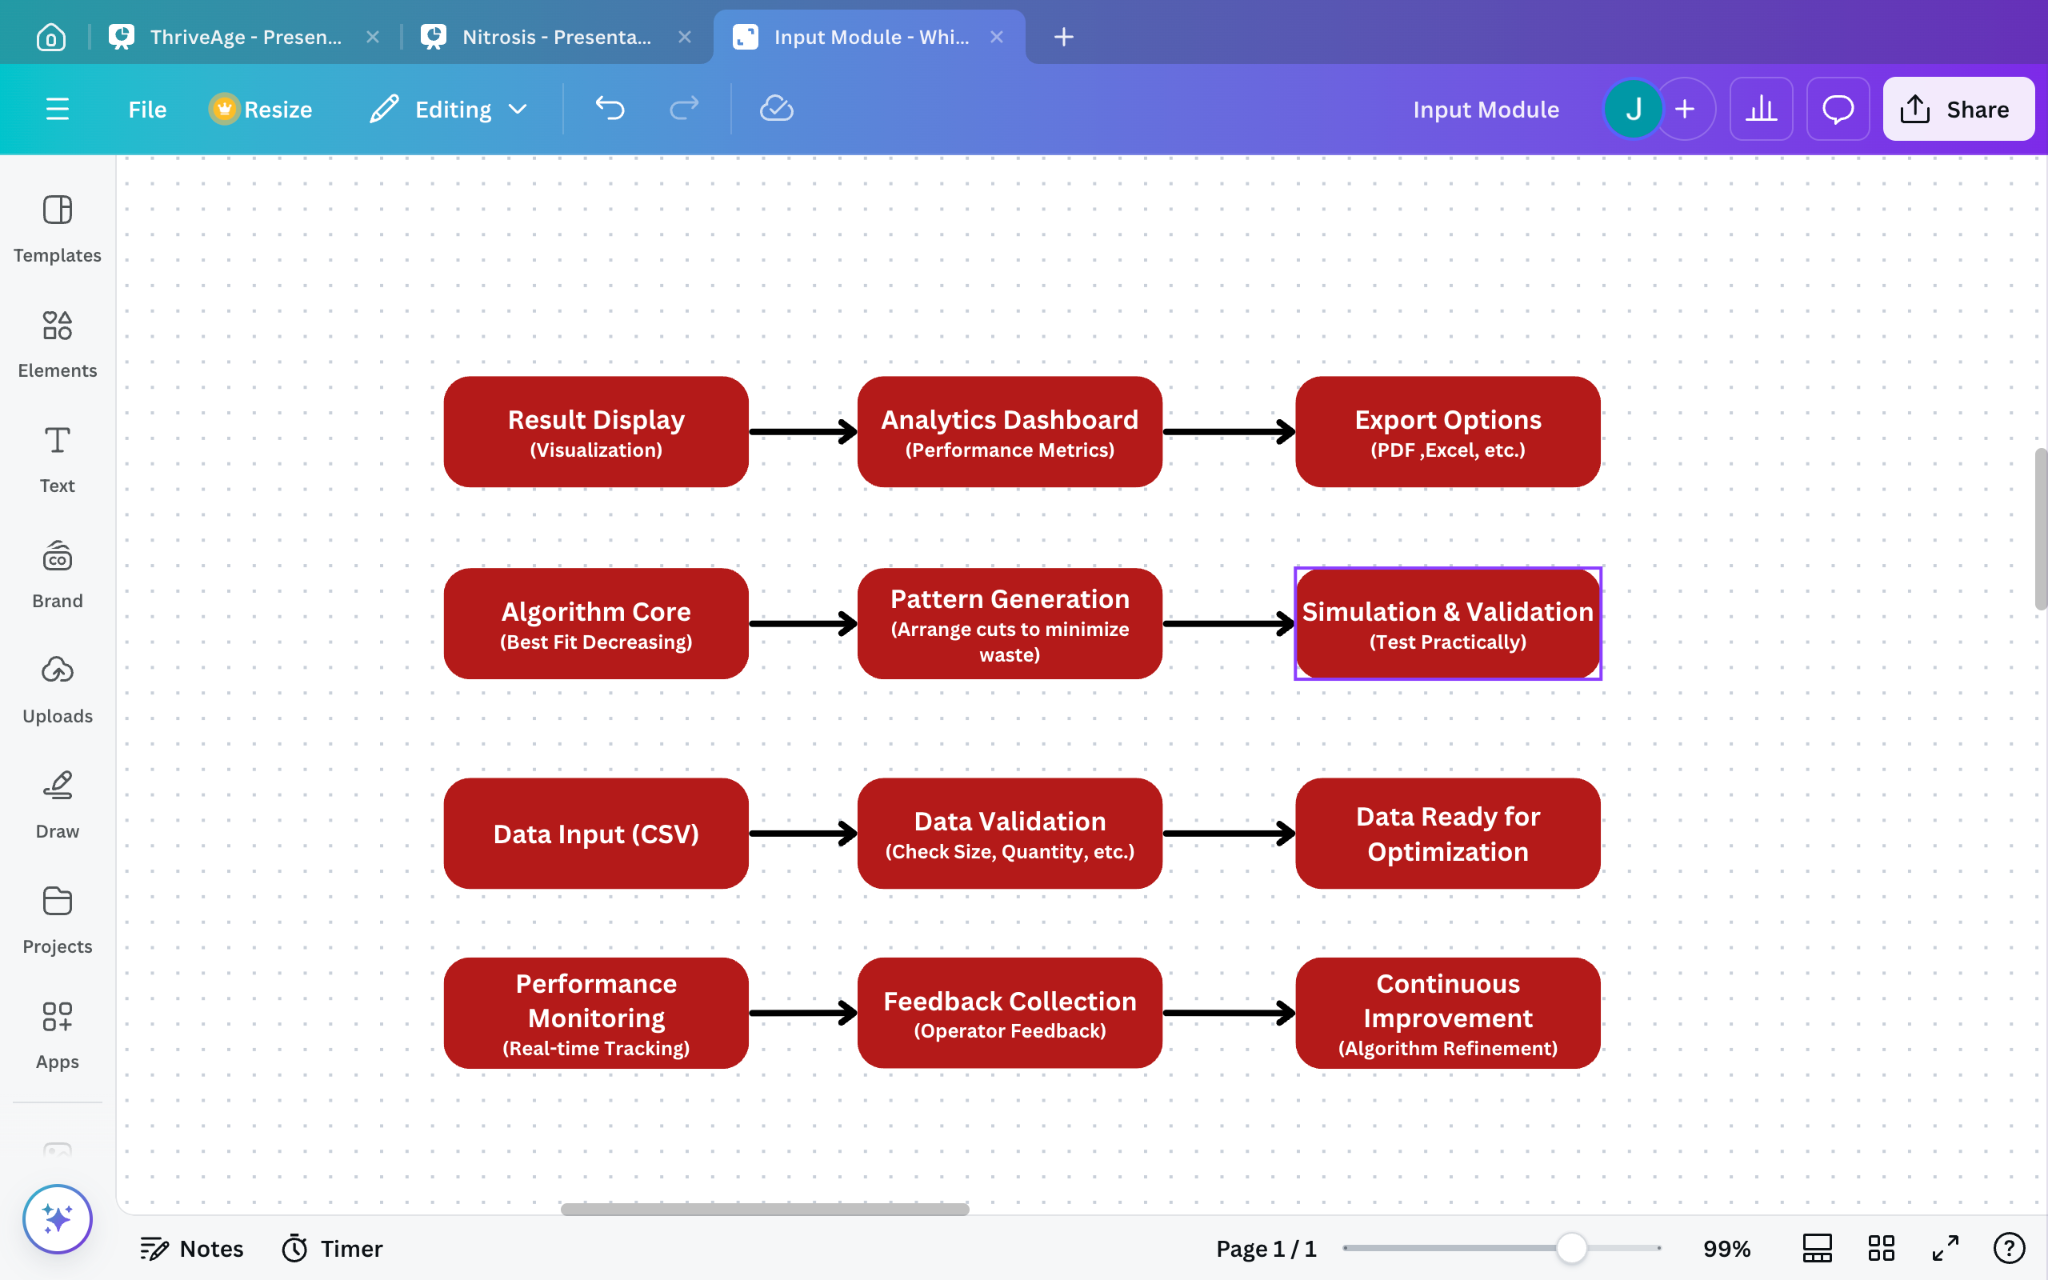 ThriveAge - Presen...
Nitrosis - Presenta...
Input Module - Whi...
File
Resize
Editing
Input Module
J
Share
Templates
Elements
Text
CO
Brand
Uploads
Draw
Projects
Apps
Result Display
(Visualization)
Analytics Dashboard
(Performance Metrics)
Export Options
(PDF ,Excel, etc.)
Algorithm Core
(Best Fit Decreasing)
Pattern Generation
(Arrange cuts to minimize
waste)
Simulation & Validation
(Test Practically)
Data Input (CSV)
Data Validation
(Check Size, Quantity, etc.)
Data Ready for
Optimization
Performance
Monitoring
(Real-time Tracking)
Feedback Collection
(Operator Feedback)
Continuous
Improvement
(Algorithm Refinement)
Notes
Timer
Page 1 / 1
99%
?